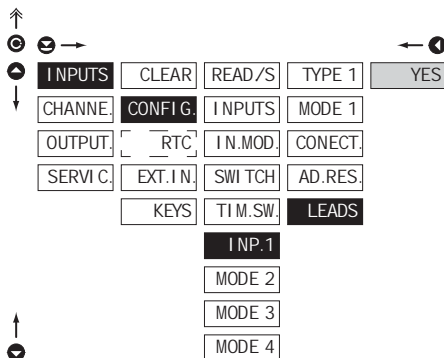 INPUTS CLEAR READ/S TYPE 1 YES
CHANNE. CONFIG. INPUTS MODE 1
OUTPUT. RTC IN.MOD. CONECT.
SERVIC. EXT.IN. SWITCH AD.RES.
KEYS TIM.SW. LEADS
INP.1
MODE 2
MODE 3
MODE 4